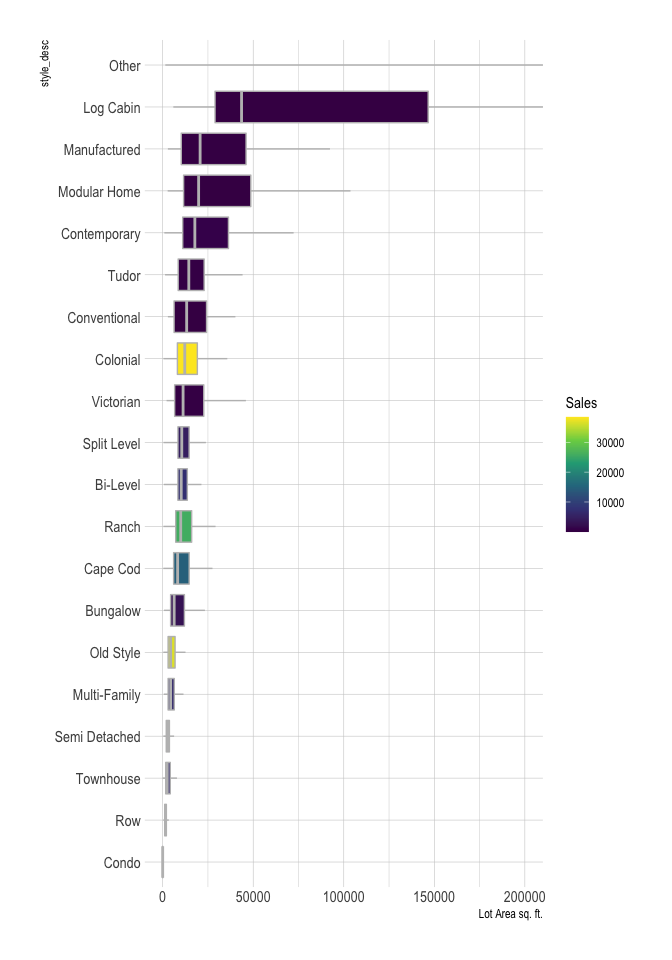 style_desc
Other
Log Cabin
Manufactured
Modular Home
Contemporary
Tudor
Conventional
Colonial
Victorian
Split Level
Bi-Level
Ranch
Cape Cod
Bungalow
Old Style
Multi-Family
Semi Detached
Townhouse
Row
Condo
0 50000 100000 150000 200000
Lot Area sq. ft.
Sales
30000
20000
10000